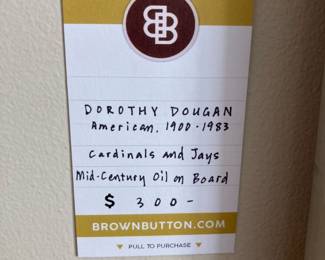 BB
DOROTHY DOUGAN
American, 1900-1983
Cardinals and Jays
Mid-Century Oil on Board
$ 300-
BROWNBUTTON.COM
PULL TO PURCHASE